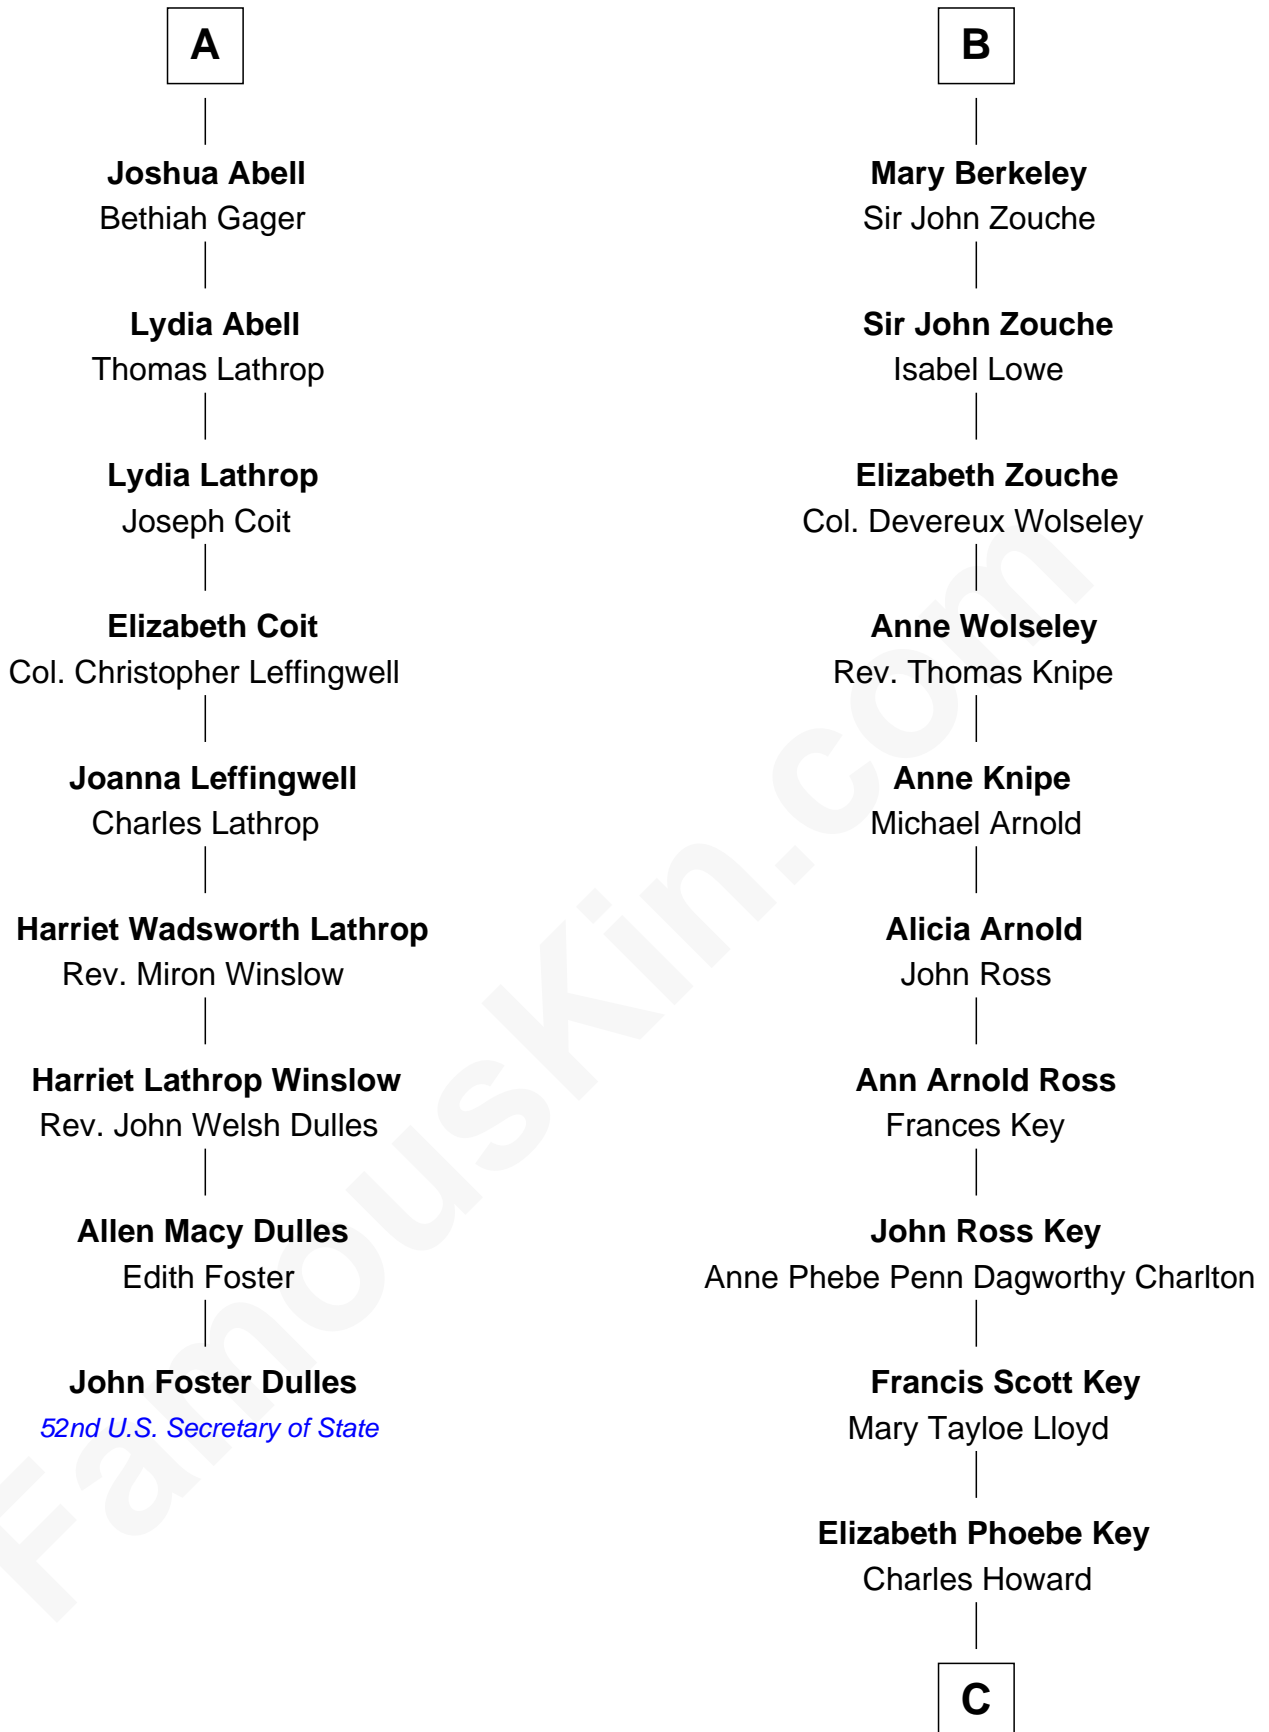 A
Joshua Abell
Bethiah Gager
Lydia Abell
Thomas Lathrop
Lydia Lathrop
Joseph Coit
Elizabeth Coit
Col. Christopher Leffingwell
Joanna Leffingwell
Charles Lathrop
Harriet Wadsworth Lathrop
Rev. Miron Winslow
Harriet Lathrop Winslow
Rev. John Welsh Dulles
Allen Macy Dulles
Edith Foster
John Foster Dulles
52nd U.S. Secretary of State
B
Mary Berkeley
Sir John Zouche
Sir John Zouche
Isabel Lowe
Elizabeth Zouche
Col. Devereux Wolseley
Anne Wolseley
Rev. Thomas Knipe
Anne Knipe
Michael Arnold
Alicia Arnold
John Ross
Ann Arnold Ross
Frances Key
John Ross Key
Anne Phebe Penn Dagworthy Charlton
Francis Scott Key
Mary Tayloe Lloyd
Elizabeth Phoebe Key
Charles Howard
C
FamousKin.com